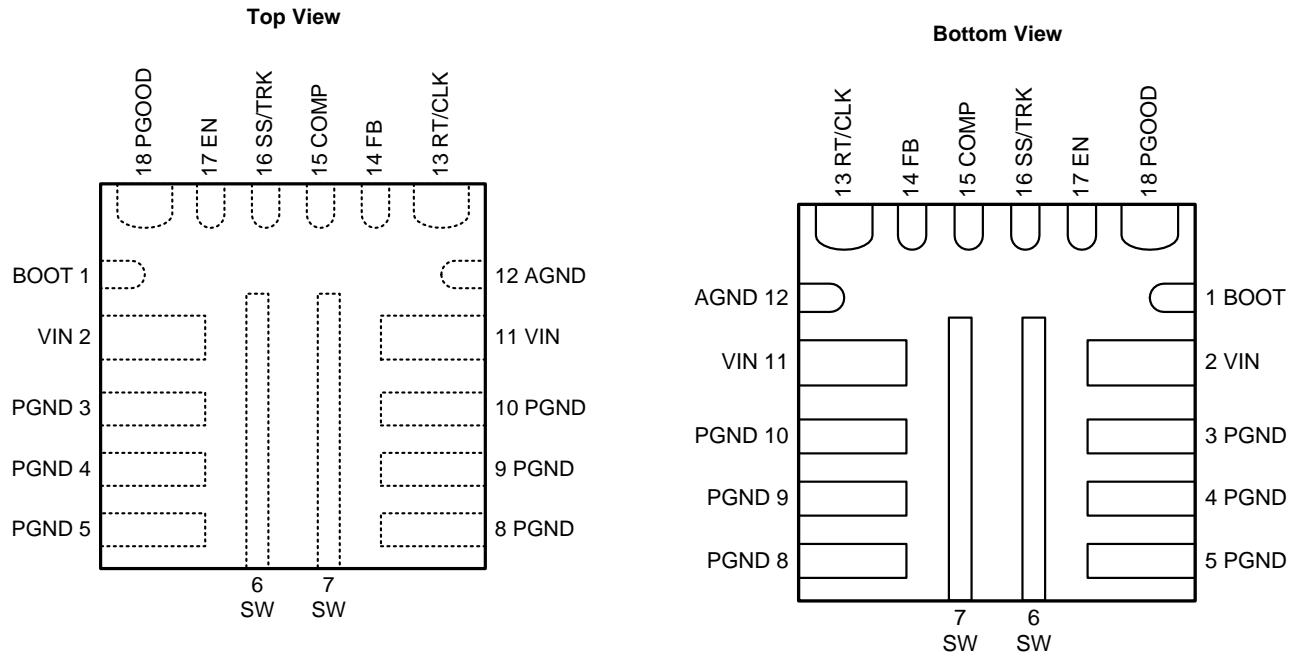 Top View
18 PGOOD
17 EN
16 SS/TRK
15 COMP
14 FB
13 RT/CLK
BOOT 1
12 AGND
VIN 2
11 VIN
PGND 3
10 PGND
PGND 4
9 PGND
PGND 5
8 PGND
6
SW
7
SW
Bottom View
13 RT/CLK
14 FB
15 COMP
16 SS/TRK
17 EN
18 PGOOD
AGND 12
1 BOOT
VIN 11
2 VIN
PGND 10
3 PGND
PGND 9
4 PGND
PGND 8
5 PGND
7
SW
6
SW